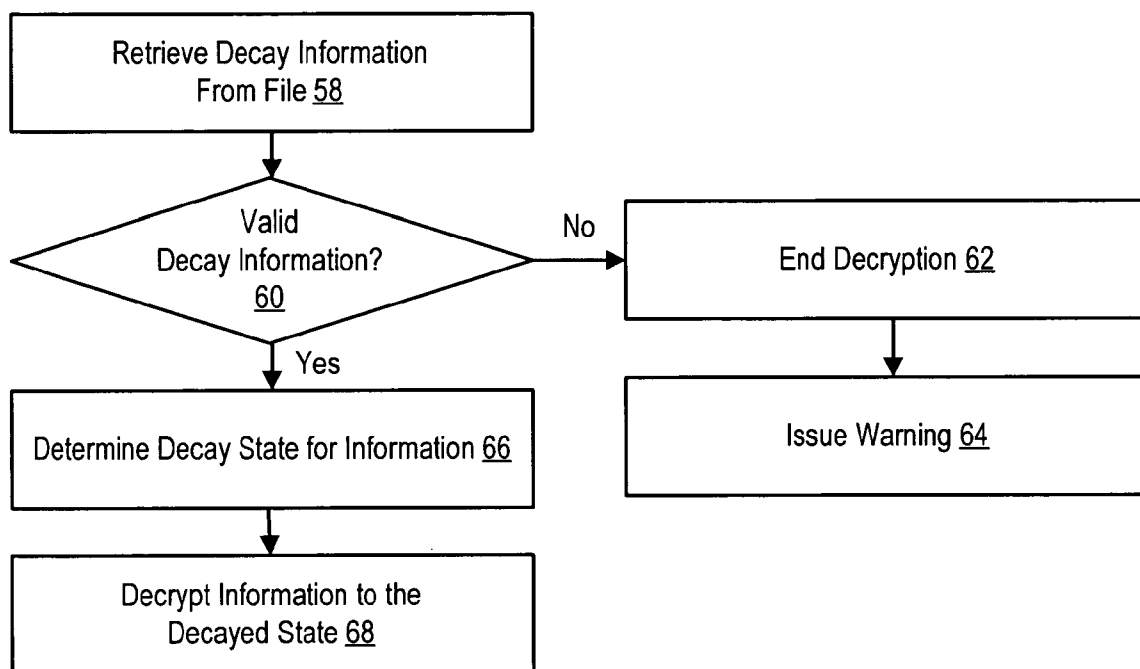 Retrieve Decay Information
From File 58
Valid
Decay Information?
60
No
End Decryption 62
Yes
Issue Warning 64
Determine Decay State for Information 66
Decrypt Information to the
Decayed State 68